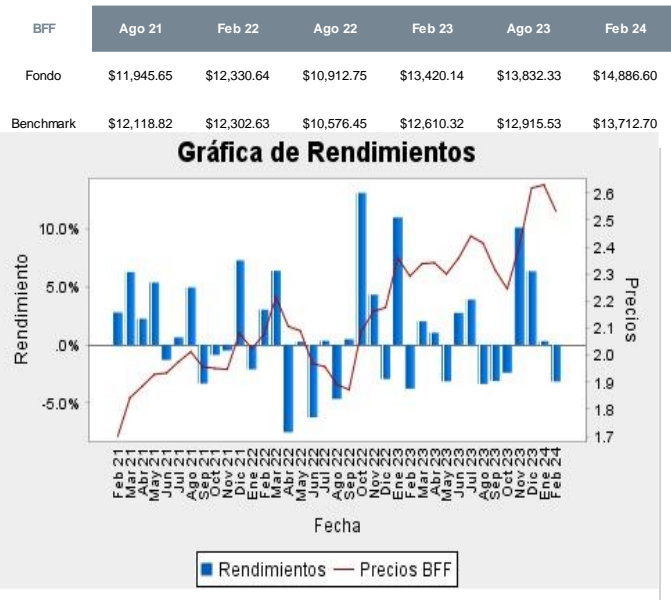 BFF Ago 21 Feb 22 Ago 22 Feb 23 Ago 23 Feb 24
Fondo $11,945.65 $12,330.64 $10,912.75 $13,420.14 $13,832.33 $14,886.60
Benchmark $12,118.82 $12,302.63 $10,576.45 $12,610.32 $12,915.53 $13,712.70
Gráfica de Rendimientos
10.0%
5.0%
.0%
-5.0%
Rendimiento
2.6
2.5
2.4
2.3
2.2
2.1
2.0
1.9
1.8
1.7
Precios
Feb 21
Mar 21
Abr 21
May 21
Jun 21
Jul 21
Ago 21
Sep 21
Oct 21
Nov 21
Dic 21
Ene 22
Feb 22
Mar 22
Abr 22
May 22
Jun 22
Jul 22
Ago 22
Sep 22
Oct 22
Nov 22
Dic 22
Ene 23
Feb 23
Mar 23
Abr 23
May 23
Jun 23
Jul 23
Ago 23
Sep 23
Oct 23
Nov 23
Dic 23
Ene 24
Feb 24
Fecha
Rendimientos Precios BFF